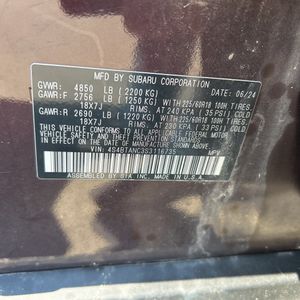 MFD. BY SUBARU CORPORATION 06/24
GVWR: 4850 LB (2200 KG)
GAWR:F 2756 LB (1250 KG) WITH 225/60R18 100H TIRES,
18X7J RIMS, AT 240 KPA ( 35 PSI) COLD
GAWR:R 2690 LB (1220 KG) WITH 225/60R18 100H TIRES,
18X7J RIMS, AT 230 KPA ( 33 PSI) COLD
THIS VEHICLE CONFORMS TO ALL APPLICABLE FEDERAL MOTOR
VEHICLE SAFETY, BUMPER, AND THEFT PREVENTION STANDARDS
IN EFFECT ON THE DATE OF MANUFACTURE SHOWN ABOVE.
VIN:
ASSEMBLED BY SIA, INC. MADE IN U.S.A.